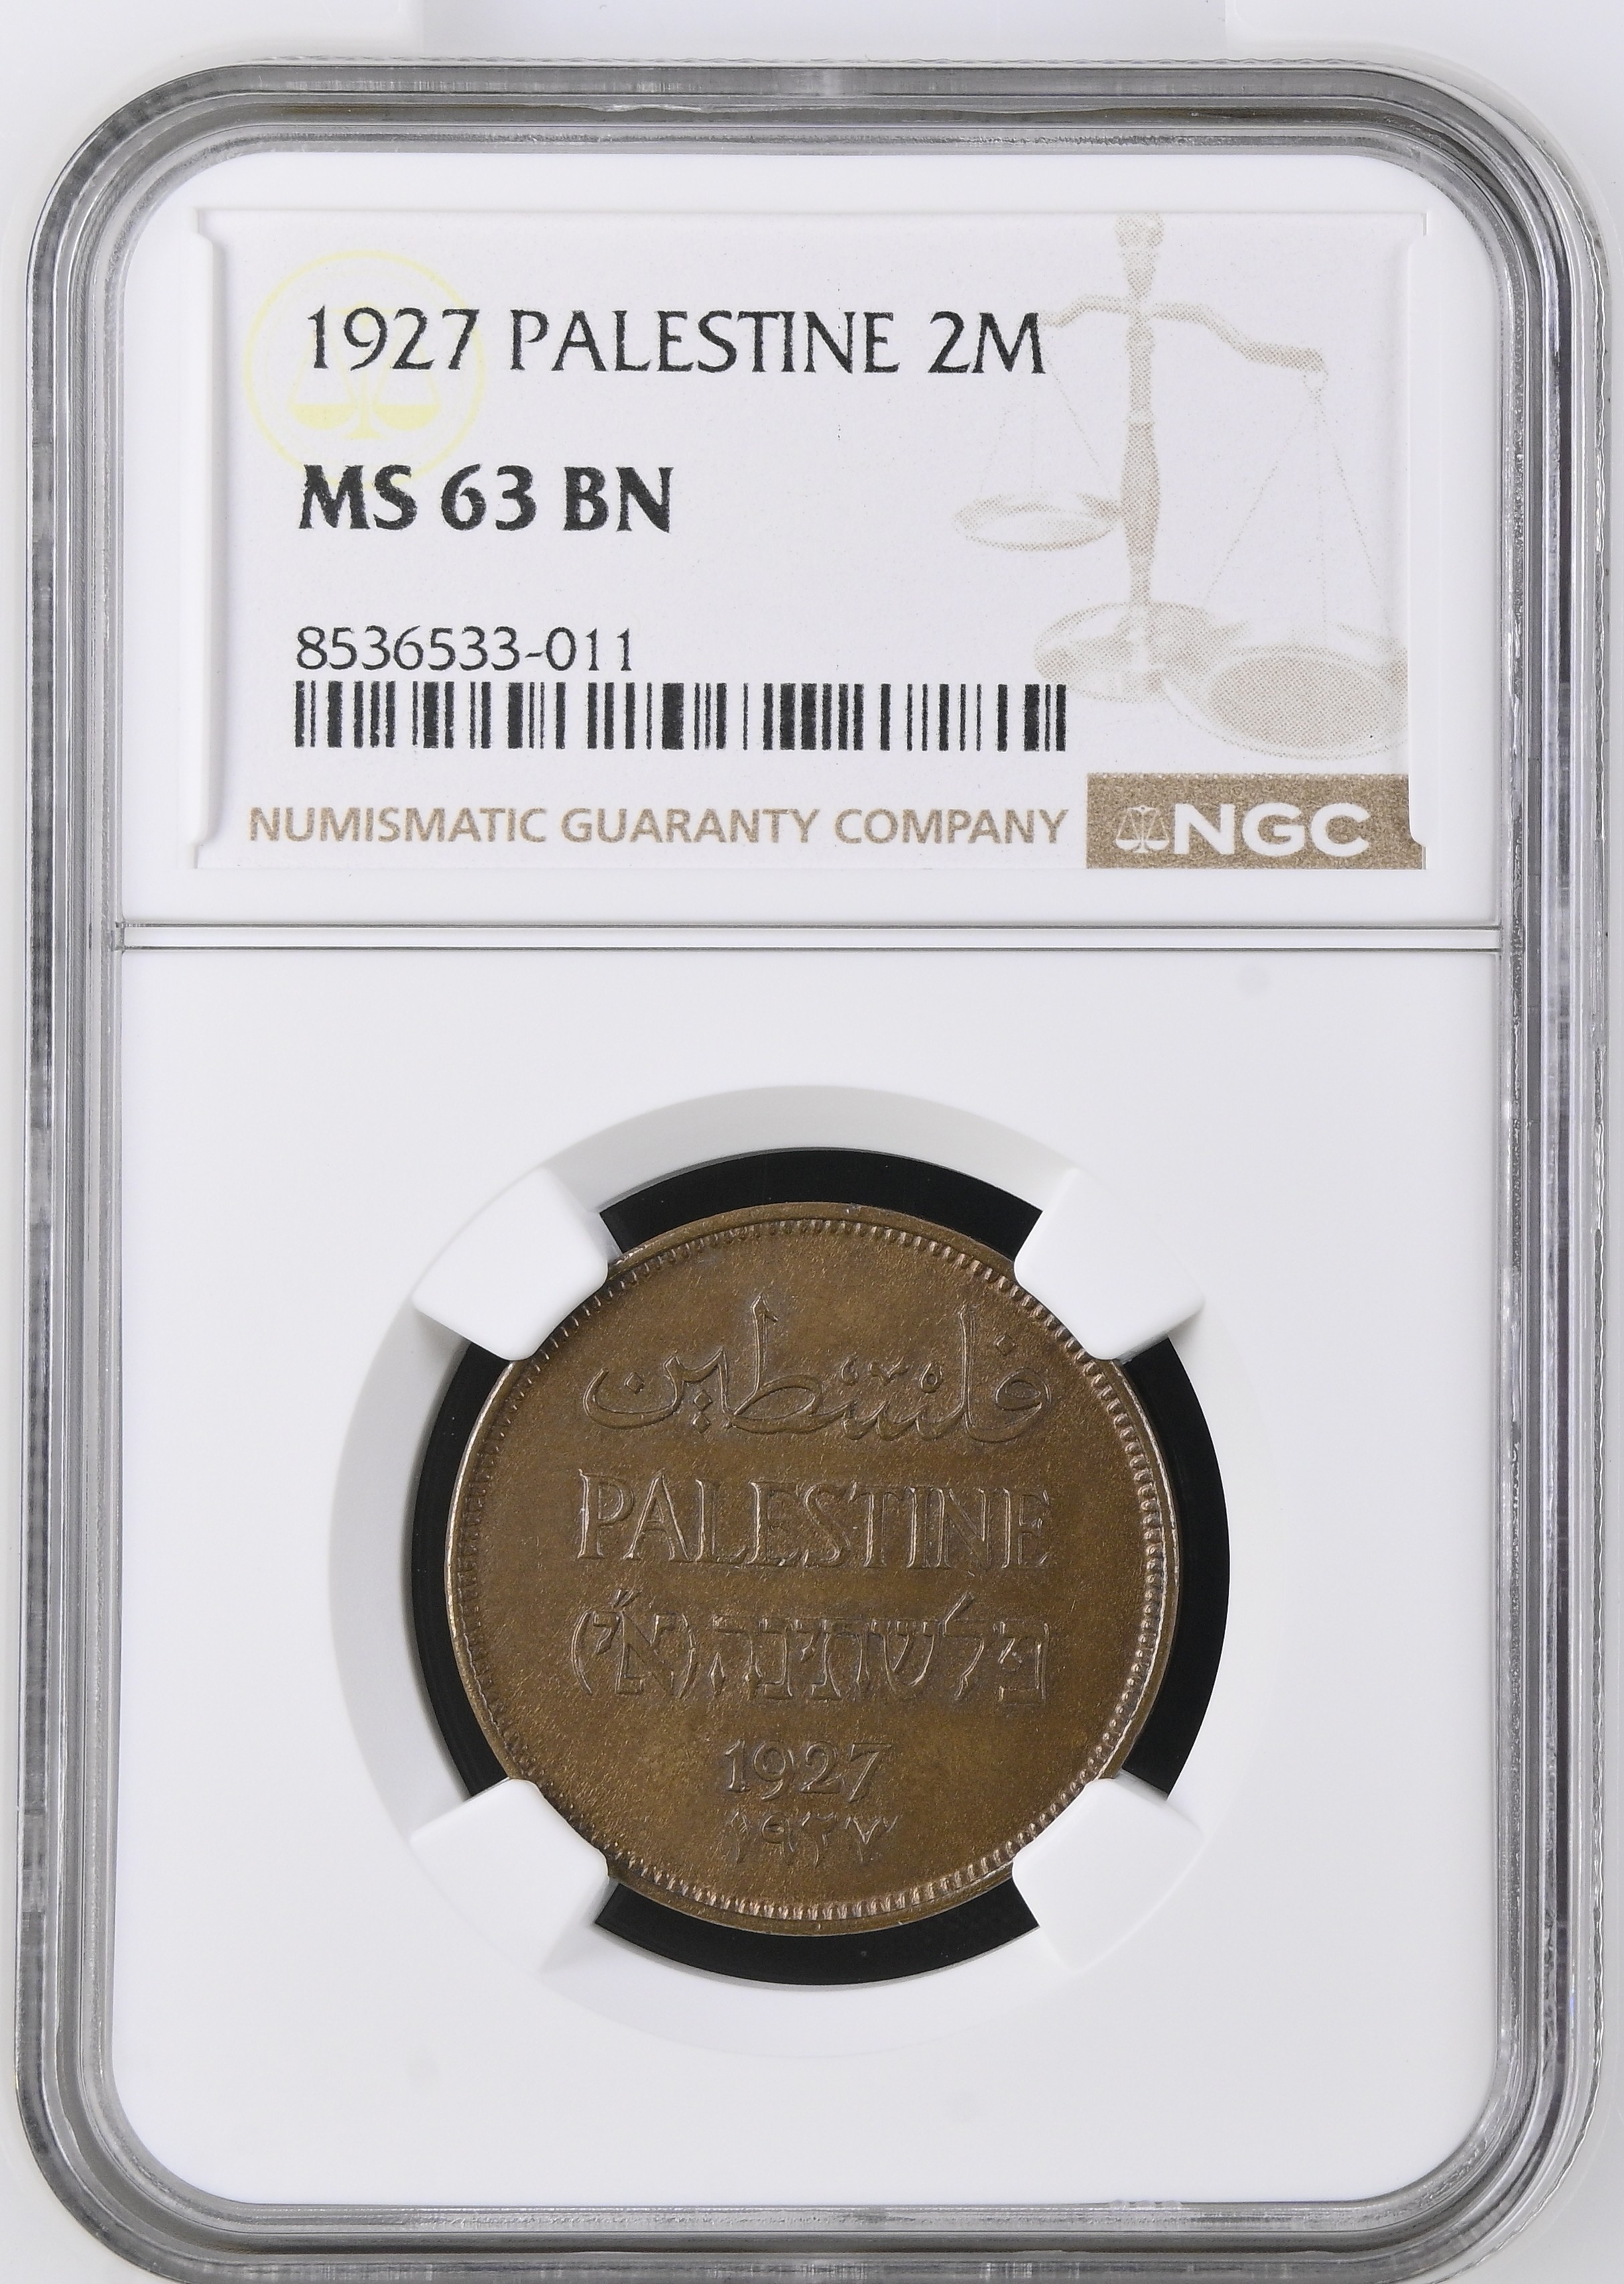 1927 PALESTINE 2M
MS 63 BN
8536533-011
NUMISMATIC GUARANTY COMPANY NGC
فلسطين
PALESTINE
פלשתינה (א״י)
1927
١٩٢٧